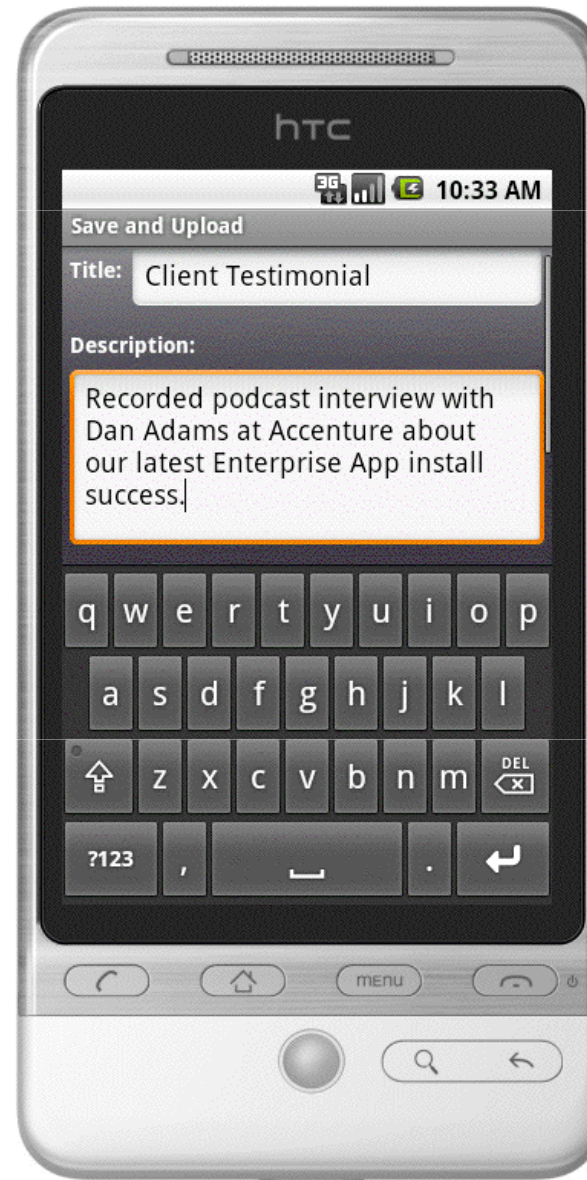 hTC
3G 10:33 AM
Save and Upload
Title: Client Testimonial
Description:
Recorded podcast interview with
Dan Adams at Accenture about
our latest Enterprise App install
success.
q w e r t y u i o p
a s d f g h j k l
z x c v b n m DEL
?123 , .
menu